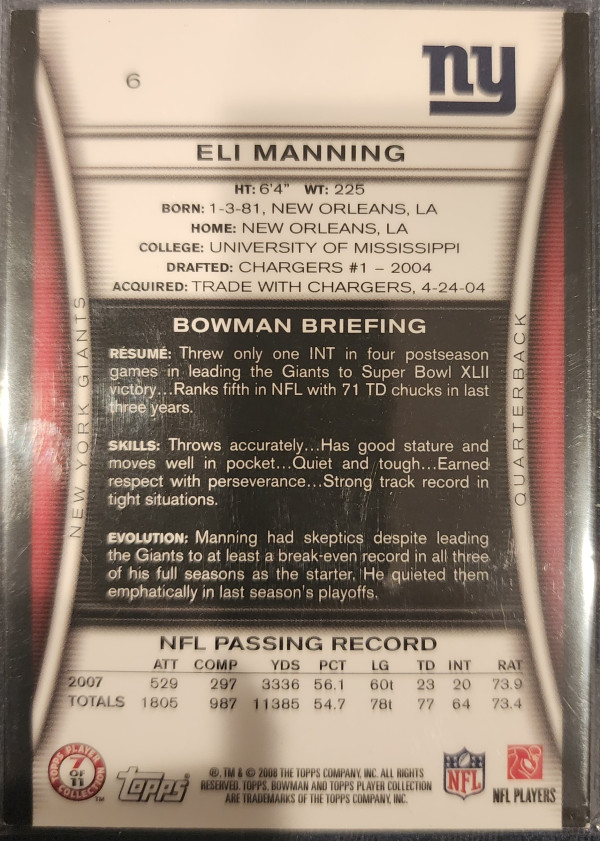 6
ny
ELI MANNING
HT: 6'4" WT: 225
BORN: 1-3-81, NEW ORLEANS, LA
HOME: NEW ORLEANS, LA
COLLEGE: UNIVERSITY OF MISSISSIPPI
DRAFTED: CHARGERS #1 – 2004
ACQUIRED: TRADE WITH CHARGERS, 4-24-04
NEW YORK GIANTS
BOWMAN BRIEFING
RÉSUMÉ: Threw only one INT in four postseason
games in leading the Giants to Super Bowl XLII
victory...Ranks fifth in NFL with 71 TD chucks in last
three years.
SKILLS: Throws accurately...Has good stature and
moves well in pocket...Quiet and tough...Earned
respect with perseverance...Strong track record in
tight situations.
EVOLUTION: Manning had skeptics despite leading
the Giants to at least a break-even record in all three
of his full seasons as the starter. He quieted them
emphatically in last season's playoffs.
QUARTERBACK
NFL PASSING RECORD
ATT COMP YDS PCT LG TD INT RAT
2007 529 297 3336 56.1 60t 23 20 73.9
TOTALS 1805 987 11385 54.7 78t 77 64 73.4
TOPPS PLAYER COLLECTION
7 OF 11
TM
Topps
®, TM & © 2008 THE TOPPS COMPANY, INC. ALL RIGHTS
RESERVED. TOPPS, BOWMAN AND TOPPS PLAYER COLLECTION
ARE TRADEMARKS OF THE TOPPS COMPANY, INC.
NFL
NFL PLAYERS